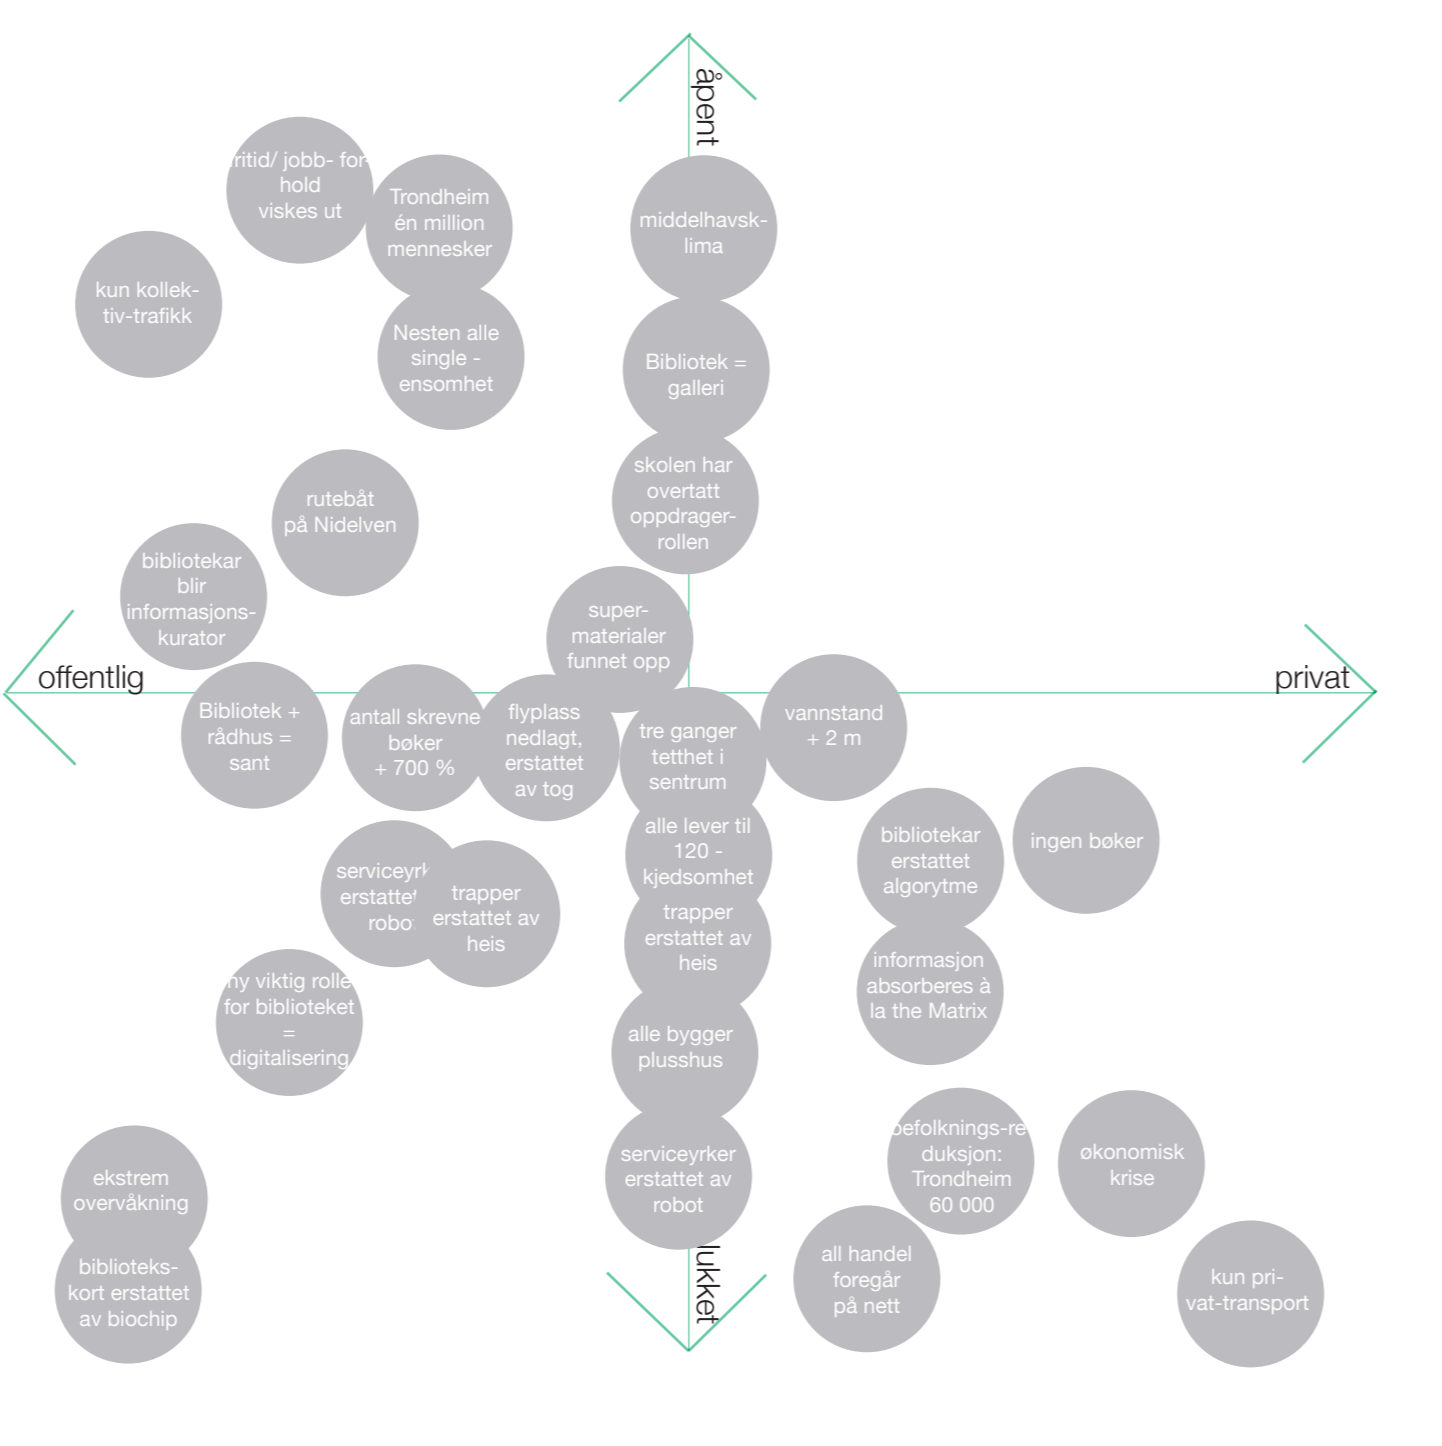 åpent
ritid/ jobb- for-
hold
viskes ut
Trondheim
én million
mennesker
middelhavsk-
lima
kun kollek-
tiv-trafikk
Nesten alle
single -
ensomhet
Bibliotek =
galleri
skolen har
overtatt
oppdrager-
rollen
rutebåt
på Nidelven
bibliotekar
blir
informasjons-
kurator
super-
materialer
funnet opp
offentlig
privat
Bibliotek +
rådhus =
sant
antall skrevne
bøker
+ 700 %
flyplass
nedlagt,
erstattet
av tog
tre ganger
tetthet i
sentrum
vannstand
+ 2 m
alle lever til
120 -
kjedsomhet
bibliotekar
erstattet
algorytme
ingen bøker
serviceyrk
erstattet
robo
trapper
erstattet av
heis
trapper
erstattet av
heis
informasjon
absorberes à
la the Matrix
ny viktig rolle
for biblioteket
=
digitalisering
alle bygger
plusshus
ekstrem
overvåkning
serviceyrker
erstattet av
robot
befolknings-re
duksjon:
Trondheim
60 000
økonomisk
krise
biblioteks-
kort erstattet
av biochip
all handel
foregår
på nett
kun pri-
vat-transport
lukket